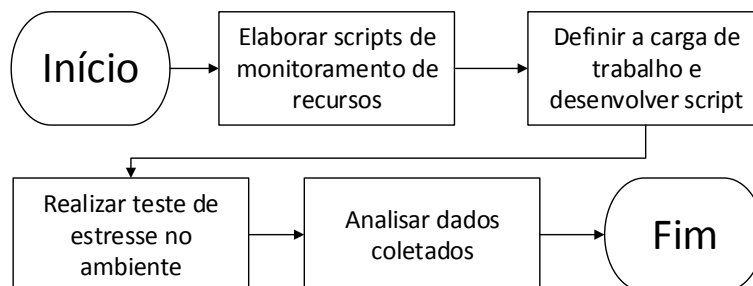 Início
Elaborar scripts de
monitoramento de
recursos
Definir a carga de
trabalho e
desenvolver script
Realizar teste de
estresse no
ambiente
Analisar dados
coletados
Fim